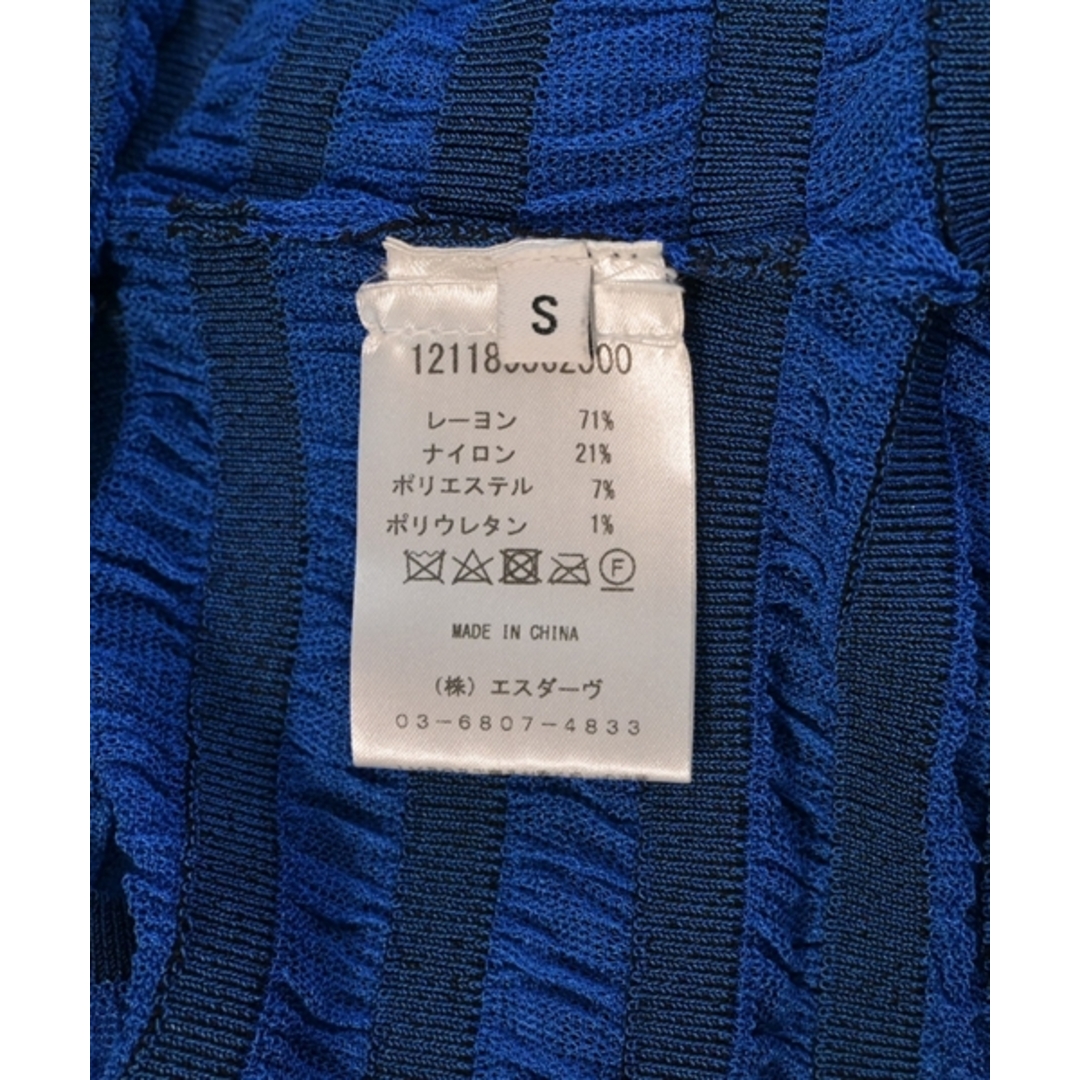 S
レーヨン 71%
ナイロン 21%
ポリエステル 7%
ポリウレタン 1%
F
MADE IN CHINA
(株) エスダーヴ
03-6807-4833